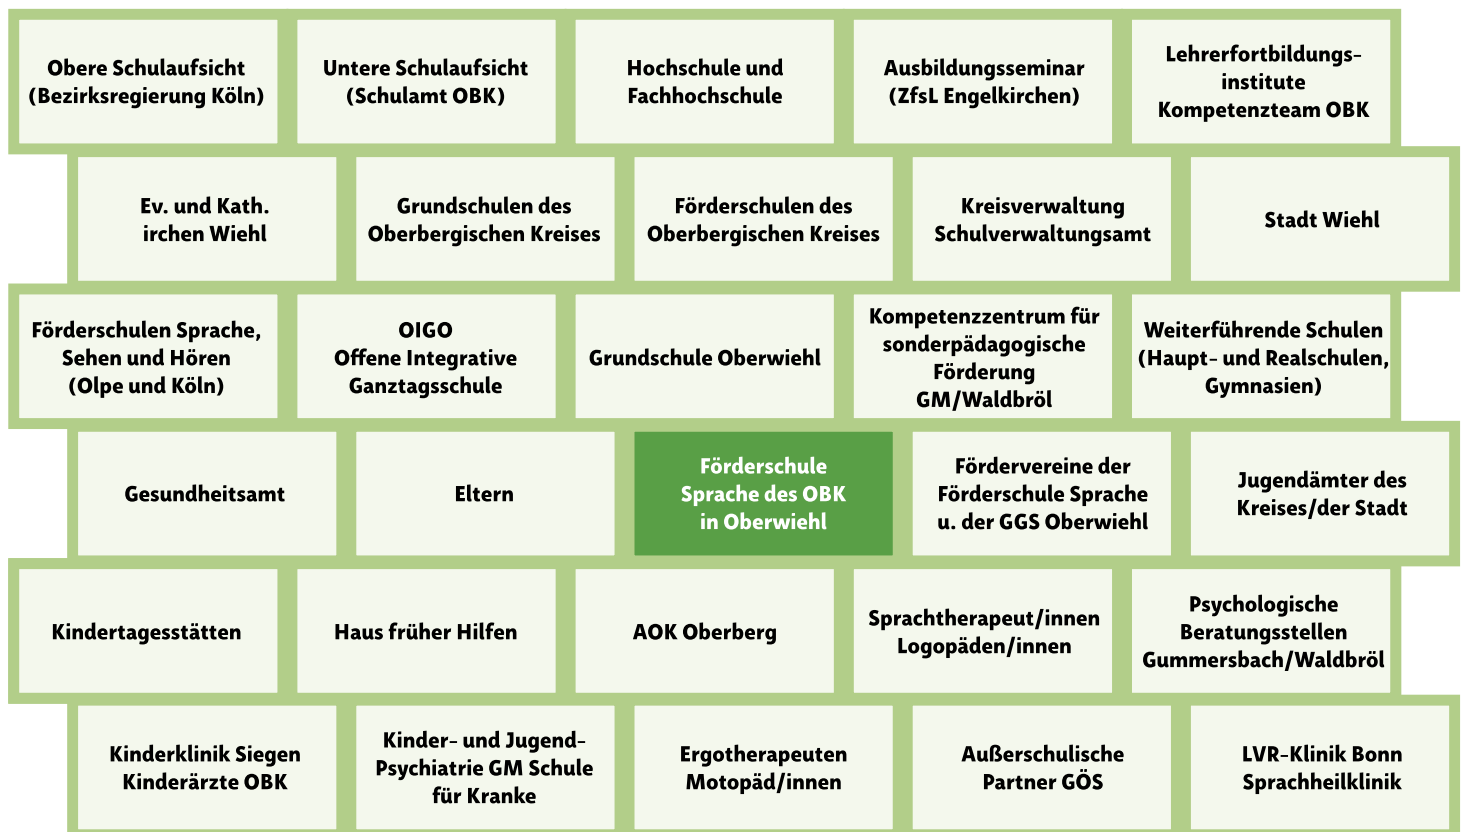 Obere Schulaufsicht
(Bezirksregierung Köln)
Untere Schulaufsicht
(Schulamt OBK)
Hochschule und
Fachhochschule
Ausbildungsseminar
(ZfsL Engelkirchen)
Lehrerfortbildungs-
institute
Kompetenzteam OBK
Ev. und Kath.
irchen Wiehl
Grundschulen des
Oberbergischen Kreises
Förderschulen des
Oberbergischen Kreises
Kreisverwaltung
Schulverwaltungsamt
Stadt Wiehl
Förderschulen Sprache,
Sehen und Hören
(Olpe und Köln)
OIGO
Offene Integrative
Ganztagsschule
Grundschule Oberwiehl
Kompetenzzentrum für
sonderpädagogische
Förderung
GM/Waldbröl
Weiterführende Schulen
(Haupt- und Realschulen,
Gymnasien)
Gesundheitsamt
Eltern
Förderschule
Sprache des OBK
in Oberwiehl
Fördervereine der
Förderschule Sprache
u. der GGS Oberwiehl
Jugendämter des
Kreises/der Stadt
Kindertagesstätten
Haus früher Hilfen
AOK Oberberg
Sprachtherapeut/innen
Logopäden/innen
Psychologische
Beratungsstellen
Gummersbach/Waldbröl
Kinderklinik Siegen
Kinderärzte OBK
Kinder- und Jugend-
Psychiatrie GM Schule
für Kranke
Ergotherapeuten
Motopäd/innen
Außerschulische
Partner GÖS
LVR-Klinik Bonn
Sprachheilklinik